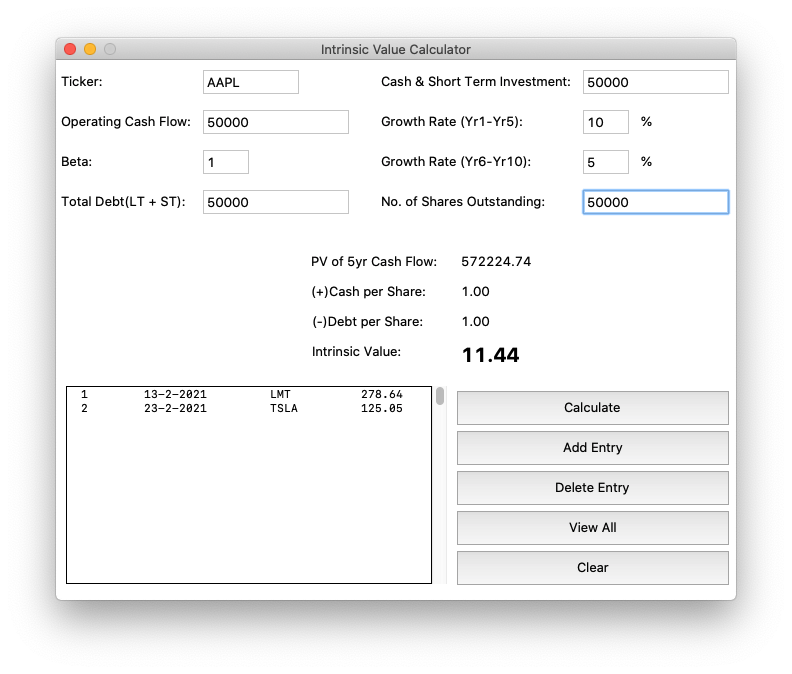 Intrinsic Value Calculator
Ticker: AAPL Cash & Short Term Investment: 50000
Operating Cash Flow: 50000 Growth Rate (Yr1-Yr5): 10 %
Beta: 1 Growth Rate (Yr6-Yr10): 5 %
Total Debt(LT + ST): 50000 No. of Shares Outstanding: 50000
PV of 5yr Cash Flow: 572224.74
(+)Cash per Share: 1.00
(-)Debt per Share: 1.00
Intrinsic Value: 11.44
1 13-2-2021 LMT 278.64
2 23-2-2021 TSLA 125.05
Calculate
Add Entry
Delete Entry
View All
Clear